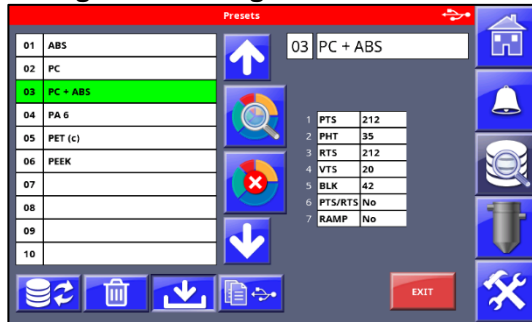 Presets
01 ABS
02 PC
03 PC + ABS
04 PA 6
05 PET (c)
06 PEEK
07
08
09
10
03 PC + ABS
1 PTS 212
2 PHT 35
3 RTS 212
4 VTS 20
5 BLK 42
6 PTS/RTS No
7 RAMP No
EXIT